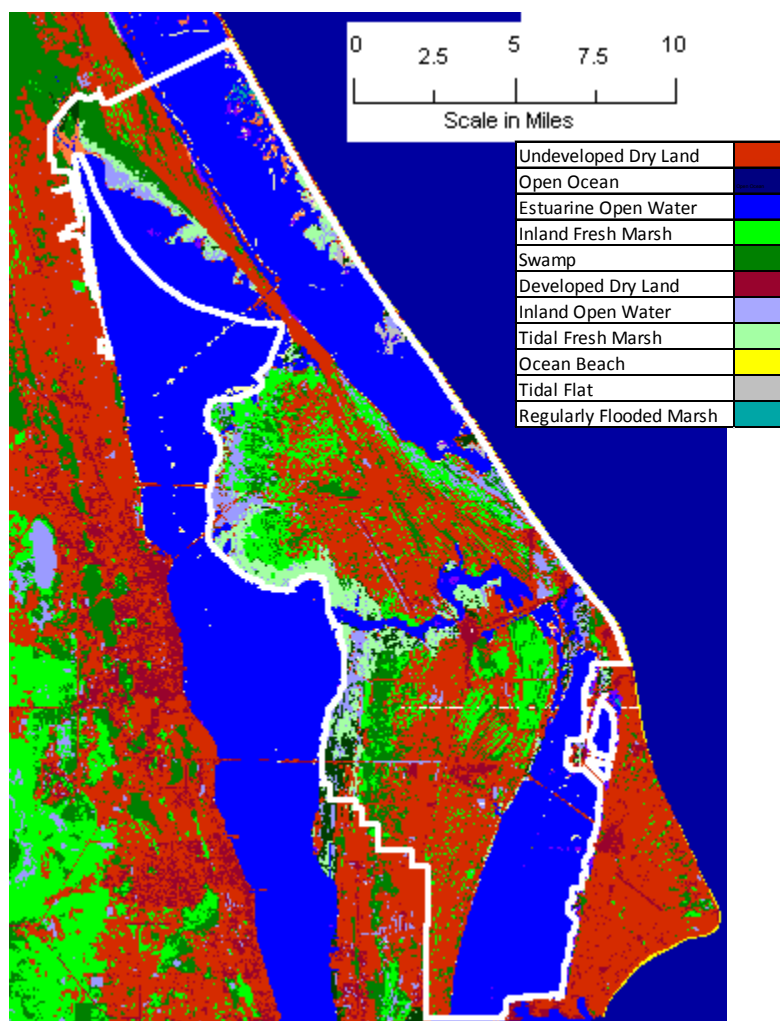 0 2.5 5 7.5 10
Scale in Miles
Undeveloped Dry Land
Open Ocean
Estuarine Open Water
Inland Fresh Marsh
Swamp
Developed Dry Land
Inland Open Water
Tidal Fresh Marsh
Ocean Beach
Tidal Flat
Regularly Flooded Marsh